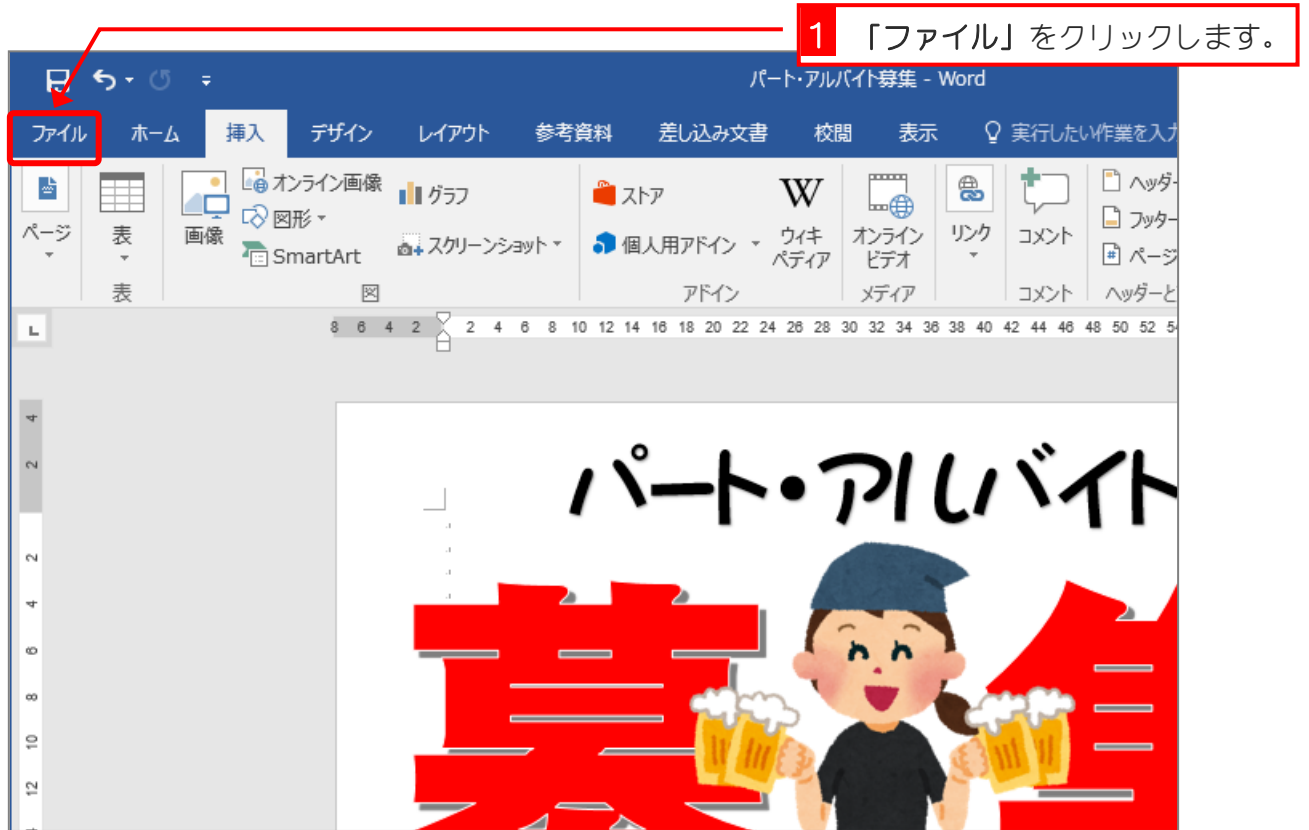 1 「ファイル」をクリックします。
パート・アルバイト募集 - Word
ファイル ホーム 挿入 デザイン レイアウト 参考資料 差し込み文書 校閲 表示 実行したい作業を入力
オンライン画像 グラフ ストア W ヘッダー
図形 フッター
ページ 表 画像 スクリーンショット 個人用アドイン ウィキペディア オンラインビデオ リンク コメント
SmartArt ページ
表 図 アドイン メディア コメント ヘッダーと
L 8 6 4 2 2 4 6 8 10 12 14 16 18 20 22 24 26 28 30 32 34 36 38 40 42 44 46 48 50 52
4
2
2
4
6
8
10
12
パート・アルバイト
募集